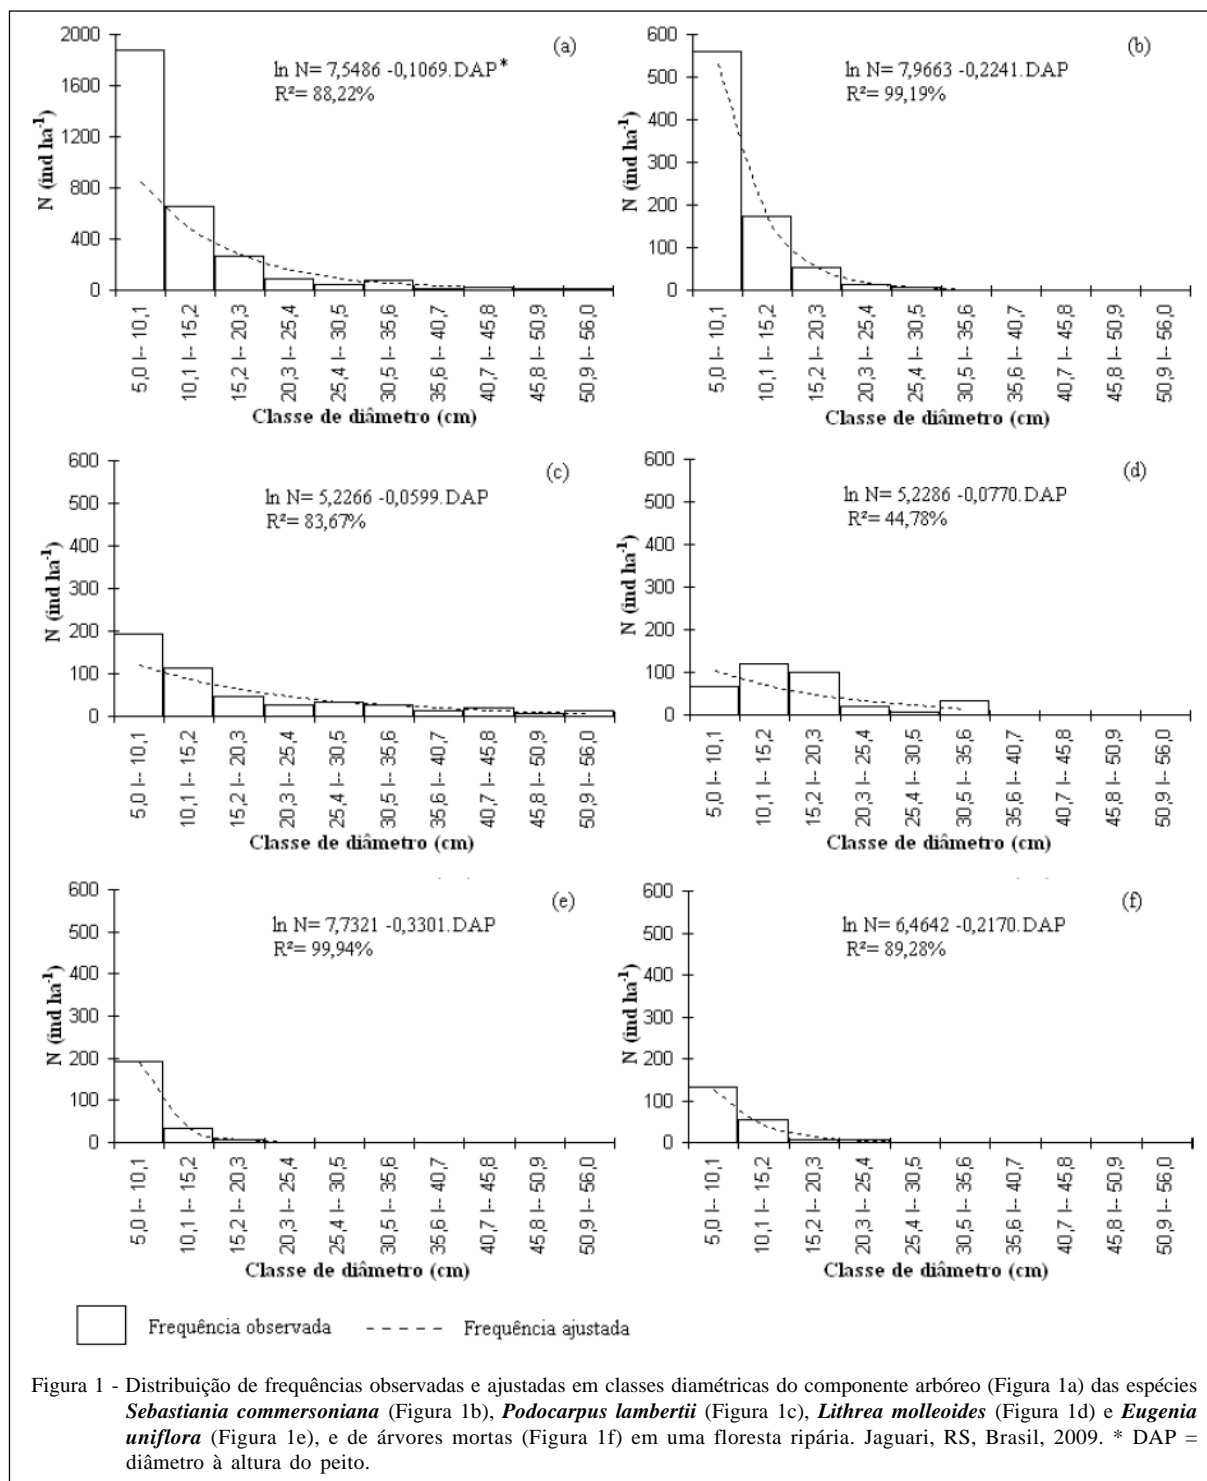 (a)
ln N= 7,5486 -0,1069.DAP*
R²= 88,22%
N (ind ha⁻¹)
2000
1600
1200
800
400
0
5,0 |-- 10,1
10,1 |-- 15,2
15,2 |-- 20,3
20,3 |-- 25,4
25,4 |-- 30,5
30,5 |-- 35,6
35,6 |-- 40,7
40,7 |-- 45,8
45,8 |-- 50,9
50,9 |-- 56,0
Classe de diâmetro (cm)
(b)
ln N= 7,9663 -0,2241.DAP
R²= 99,19%
N (ind ha⁻¹)
600
500
400
300
200
100
0
5,0 |-- 10,1
10,1 |-- 15,2
15,2 |-- 20,3
20,3 |-- 25,4
25,4 |-- 30,5
30,5 |-- 35,6
35,6 |-- 40,7
40,7 |-- 45,8
45,8 |-- 50,9
50,9 |-- 56,0
Classe de diâmetro (cm)
(c)
ln N= 5,2266 -0,0599.DAP
R²= 83,67%
N (ind ha⁻¹)
600
500
400
300
200
100
0
5,0 |-- 10,1
10,1 |-- 15,2
15,2 |-- 20,3
20,3 |-- 25,4
25,4 |-- 30,5
30,5 |-- 35,6
35,6 |-- 40,7
40,7 |-- 45,8
45,8 |-- 50,9
50,9 |-- 56,0
Classe de diâmetro (cm)
(d)
ln N= 5,2286 -0,0770.DAP
R²= 44,78%
N (ind ha⁻¹)
600
500
400
300
200
100
0
5,0 |-- 10,1
10,1 |-- 15,2
15,2 |-- 20,3
20,3 |-- 25,4
25,4 |-- 30,5
30,5 |-- 35,6
35,6 |-- 40,7
40,7 |-- 45,8
45,8 |-- 50,9
50,9 |-- 56,0
Classe de diâmetro (cm)
(e)
ln N= 7,7321 -0,3301.DAP
R²= 99,94%
N (ind ha⁻¹)
600
500
400
300
200
100
0
5,0 |-- 10,1
10,1 |-- 15,2
15,2 |-- 20,3
20,3 |-- 25,4
25,4 |-- 30,5
30,5 |-- 35,6
35,6 |-- 40,7
40,7 |-- 45,8
45,8 |-- 50,9
50,9 |-- 56,0
Classe de diâmetro (cm)
(f)
ln N= 6,4642 -0,2170.DAP
R²= 89,28%
N (ind ha⁻¹)
600
500
400
300
200
100
0
5,0 |-- 10,1
10,1 |-- 15,2
15,2 |-- 20,3
20,3 |-- 25,4
25,4 |-- 30,5
30,5 |-- 35,6
35,6 |-- 40,7
40,7 |-- 45,8
45,8 |-- 50,9
50,9 |-- 56,0
Classe de diâmetro (cm)
Frequência observada
Frequência ajustada
Figura 1 - Distribuição de frequências observadas e ajustadas em classes diamétricas do componente arbóreo (Figura 1a) das espécies
Sebastiania commersoniana (Figura 1b), Podocarpus lambertii (Figura 1c), Lithrea molleoides (Figura 1d) e Eugenia
uniflora (Figura 1e), e de árvores mortas (Figura 1f) em uma floresta ripária. Jaguari, RS, Brasil, 2009. * DAP =
diâmetro à altura do peito.